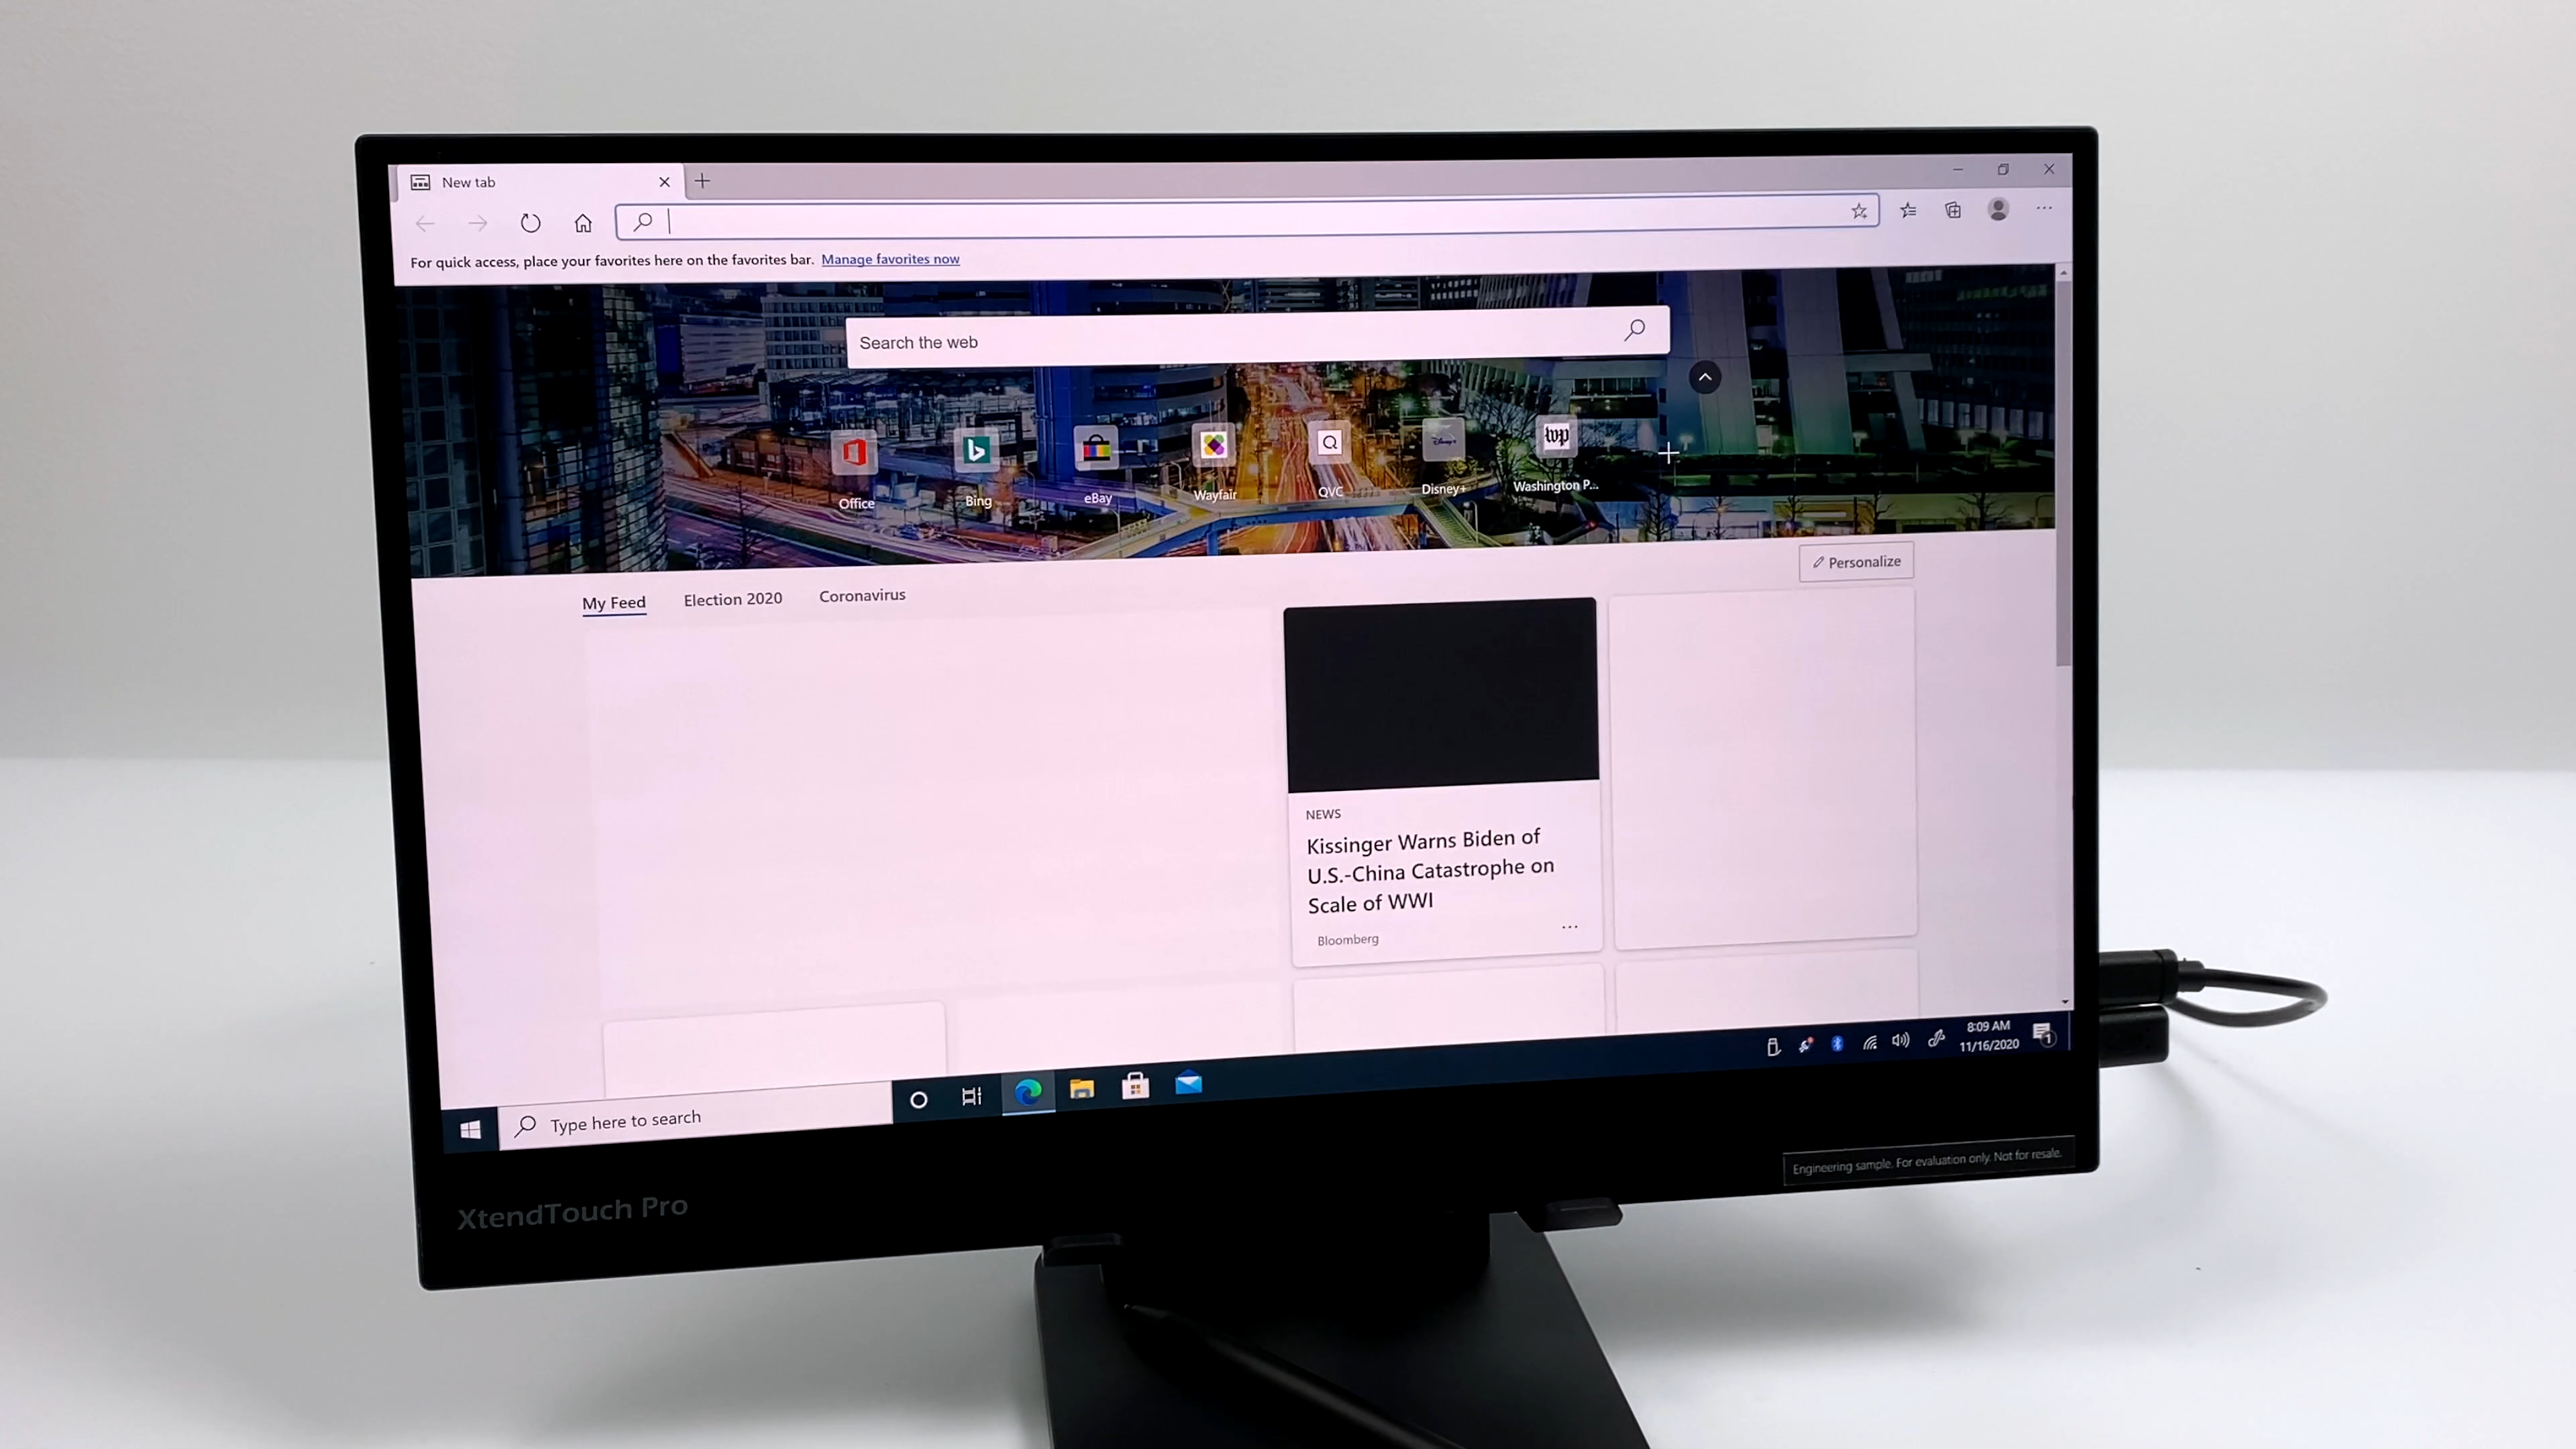 New tab
For quick access, place your favorites here on the favorites bar. Manage favorites now
Search the web
Office
Bing
eBay
Wayfair
QVC
Disney+
Washington P...
wp
Disney+
Personalize
My Feed
Election 2020
Coronavirus
NEWS
Kissinger Warns Biden of
U.S.-China Catastrophe on
Scale of WWI
Bloomberg
8:09 AM
11/16/2020
1
Type here to search
Engineering sample. For evaluation only. Not for resale.
XtendTouch Pro